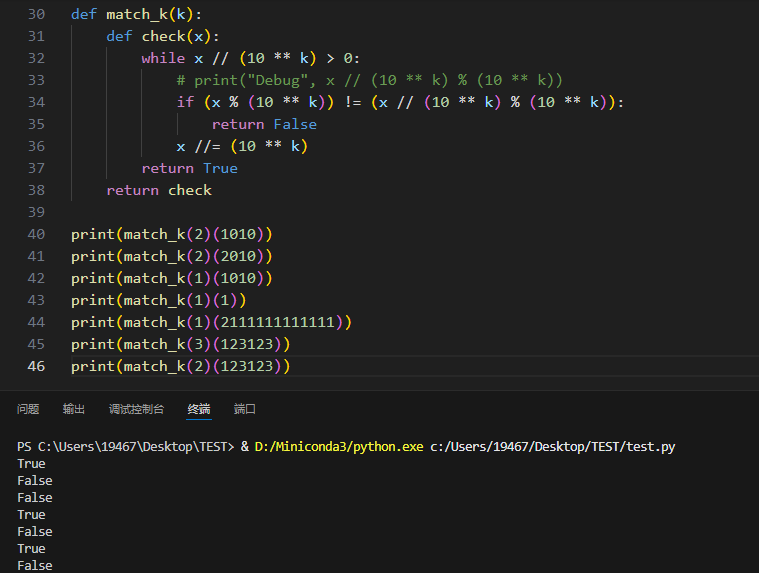 30 def match_k(k):
31     def check(x):
32         while x // (10 ** k) > 0:
33             # print("Debug", x // (10 ** k) % (10 ** k))
34             if (x % (10 ** k)) != (x // (10 ** k) % (10 ** k)):
35                 return False
36             x //= (10 ** k)
37         return True
38     return check
39
40 print(match_k(2)(1010))
41 print(match_k(2)(2010))
42 print(match_k(1)(1010))
43 print(match_k(1)(1))
44 print(match_k(1)(2111111111111))
45 print(match_k(3)(123123))
46 print(match_k(2)(123123))
问题 输出 调试控制台 终端 端口
PS C:\Users\19467\Desktop\TEST> & D:/Miniconda3/python.exe c:/Users/19467/Desktop/TEST/test.py
True
False
False
True
False
True
False